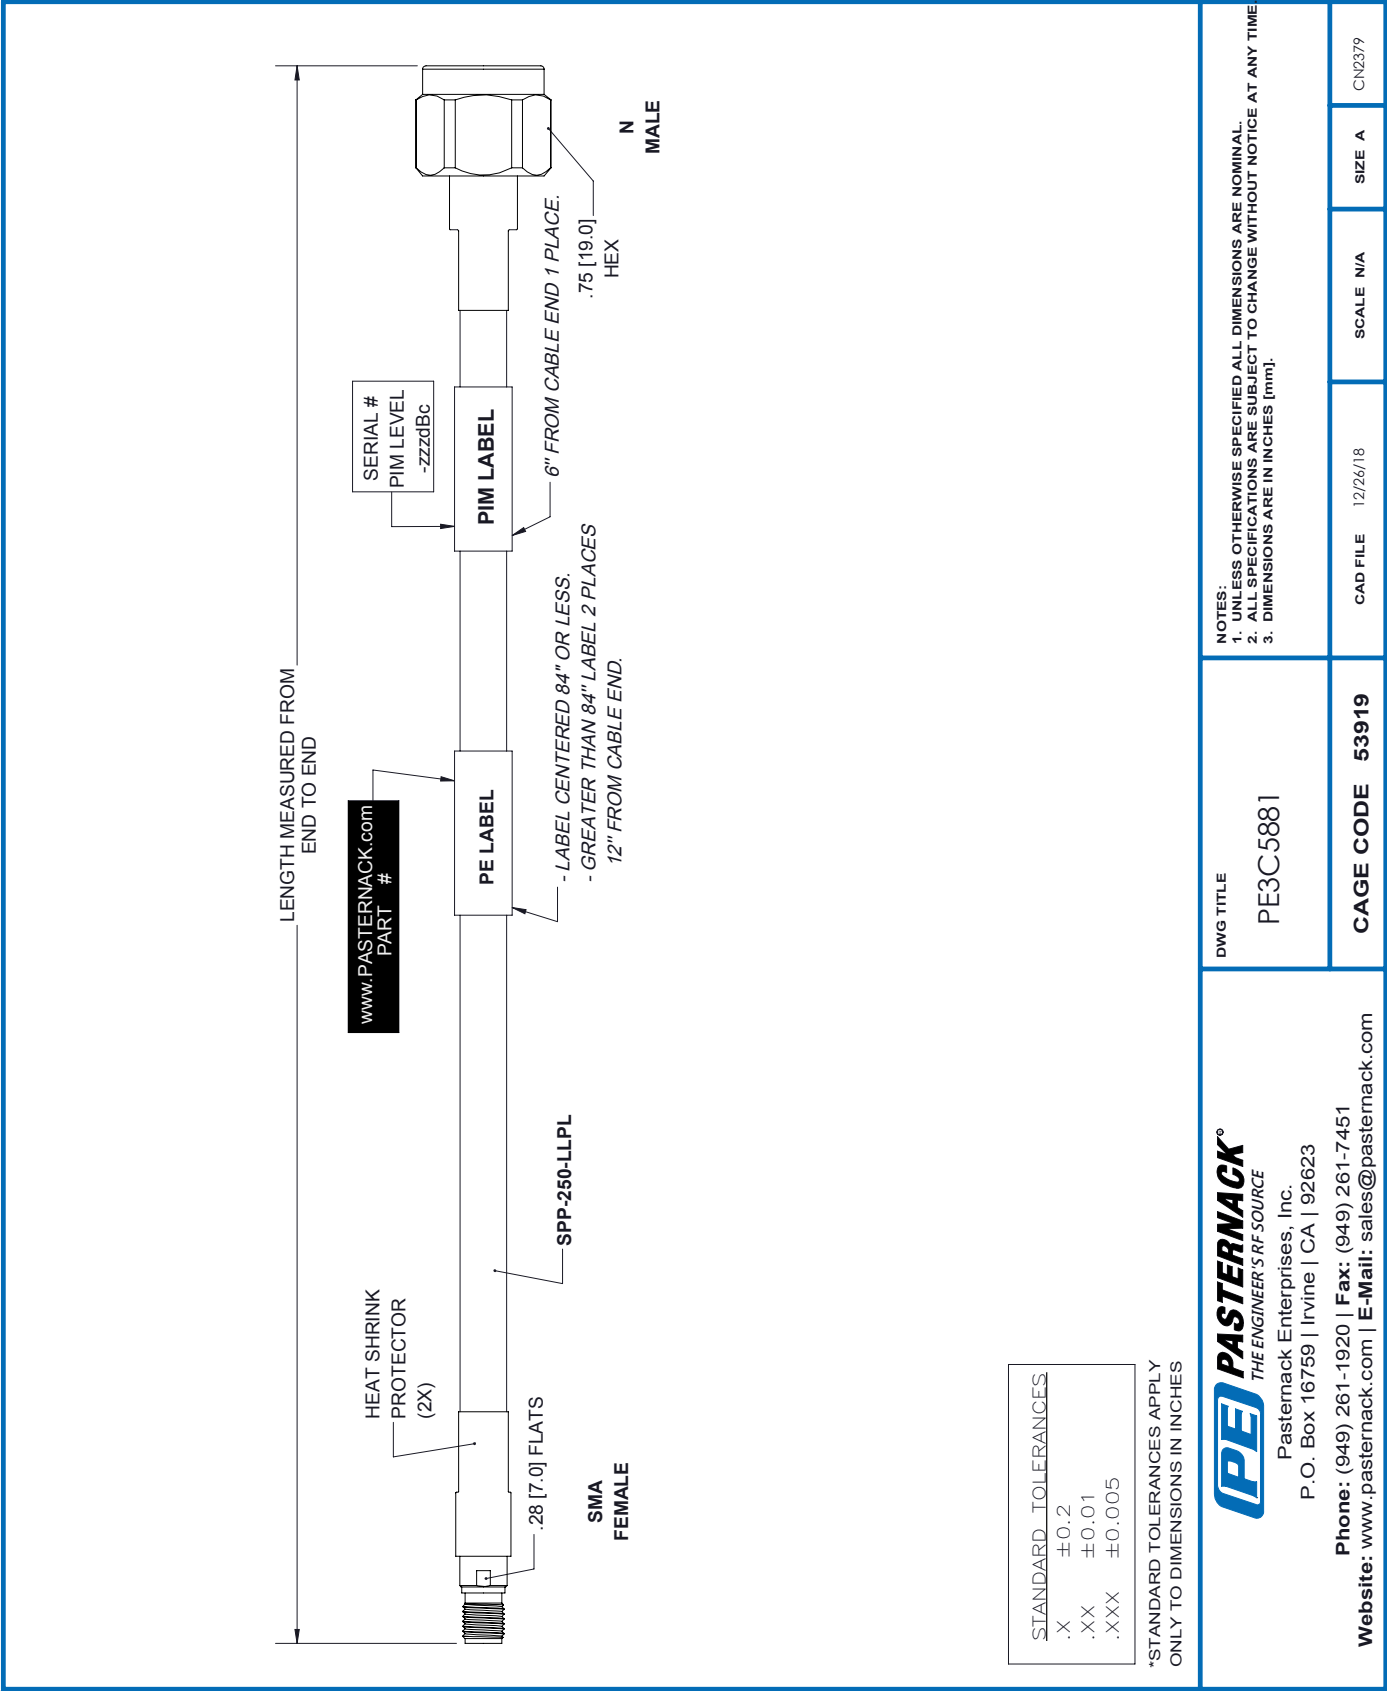 LENGTH MEASURED FROM
END TO END
www.PASTERNACK.com
PART #
SERIAL #
PIM LEVEL
-zzzdBc
HEAT SHRINK
PROTECTOR
(2X)
PE LABEL
PIM LABEL
.28 [7.0] FLATS
SMA
FEMALE
SPP-250-LLPL
- LABEL CENTERED 84" OR LESS.
- GREATER THAN 84" LABEL 2 PLACES
12" FROM CABLE END.
6" FROM CABLE END 1 PLACE.
.75 [19.0]
HEX
N
MALE
STANDARD TOLERANCES
.X ±0.2
.XX ±0.01
.XXX ±0.005
*STANDARD TOLERANCES APPLY
ONLY TO DIMENSIONS IN INCHES
PE PASTERNACK®
THE ENGINEER'S RF SOURCE
Pasternack Enterprises, Inc.
P.O. Box 16759 | Irvine | CA | 92623
Phone: (949) 261-1920 | Fax: (949) 261-7451
Website: www.pasternack.com | E-Mail: sales@pasternack.com
DWG TITLE
PE3C5881
CAGE CODE 53919
NOTES:
1. UNLESS OTHERWISE SPECIFIED ALL DIMENSIONS ARE NOMINAL.
2. ALL SPECIFICATIONS ARE SUBJECT TO CHANGE WITHOUT NOTICE AT ANY TIME.
3. DIMENSIONS ARE IN INCHES [mm].
CAD FILE 12/26/18
SCALE N/A
SIZE A
CN2379